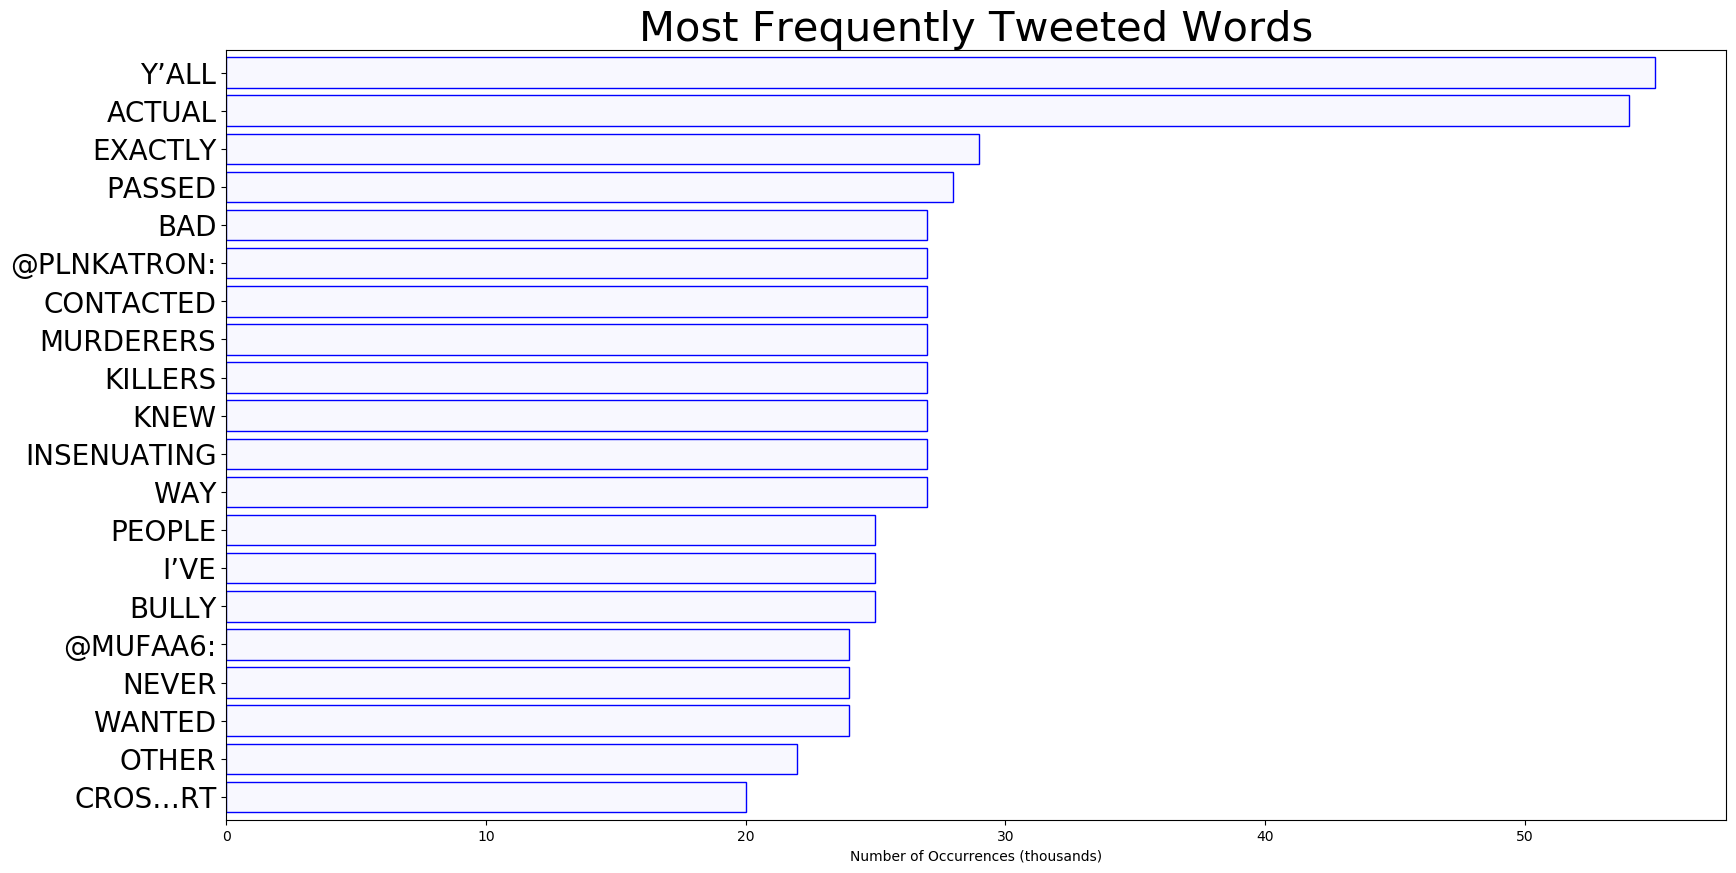 Most Frequently Tweeted Words
Y’ALL
ACTUAL
EXACTLY
PASSED
BAD
@PLNKATRON:
CONTACTED
MURDERERS
KILLERS
KNEW
INSENUATING
WAY
PEOPLE
I’VE
BULLY
@MUFAA6:
NEVER
WANTED
OTHER
CROS…RT
0 10 20 30 40 50
Number of Occurrences (thousands)